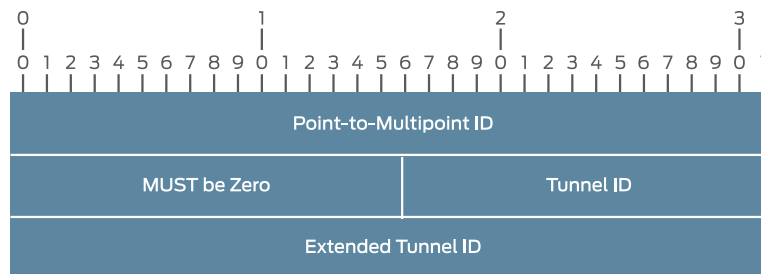 0 1 2 3
0 1 2 3 4 5 6 7 8 9 0 1 2 3 4 5 6 7 8 9 0 1 2 3 4 5 6 7 8 9 0
Point-to-Multipoint ID
MUST be Zero Tunnel ID
Extended Tunnel ID